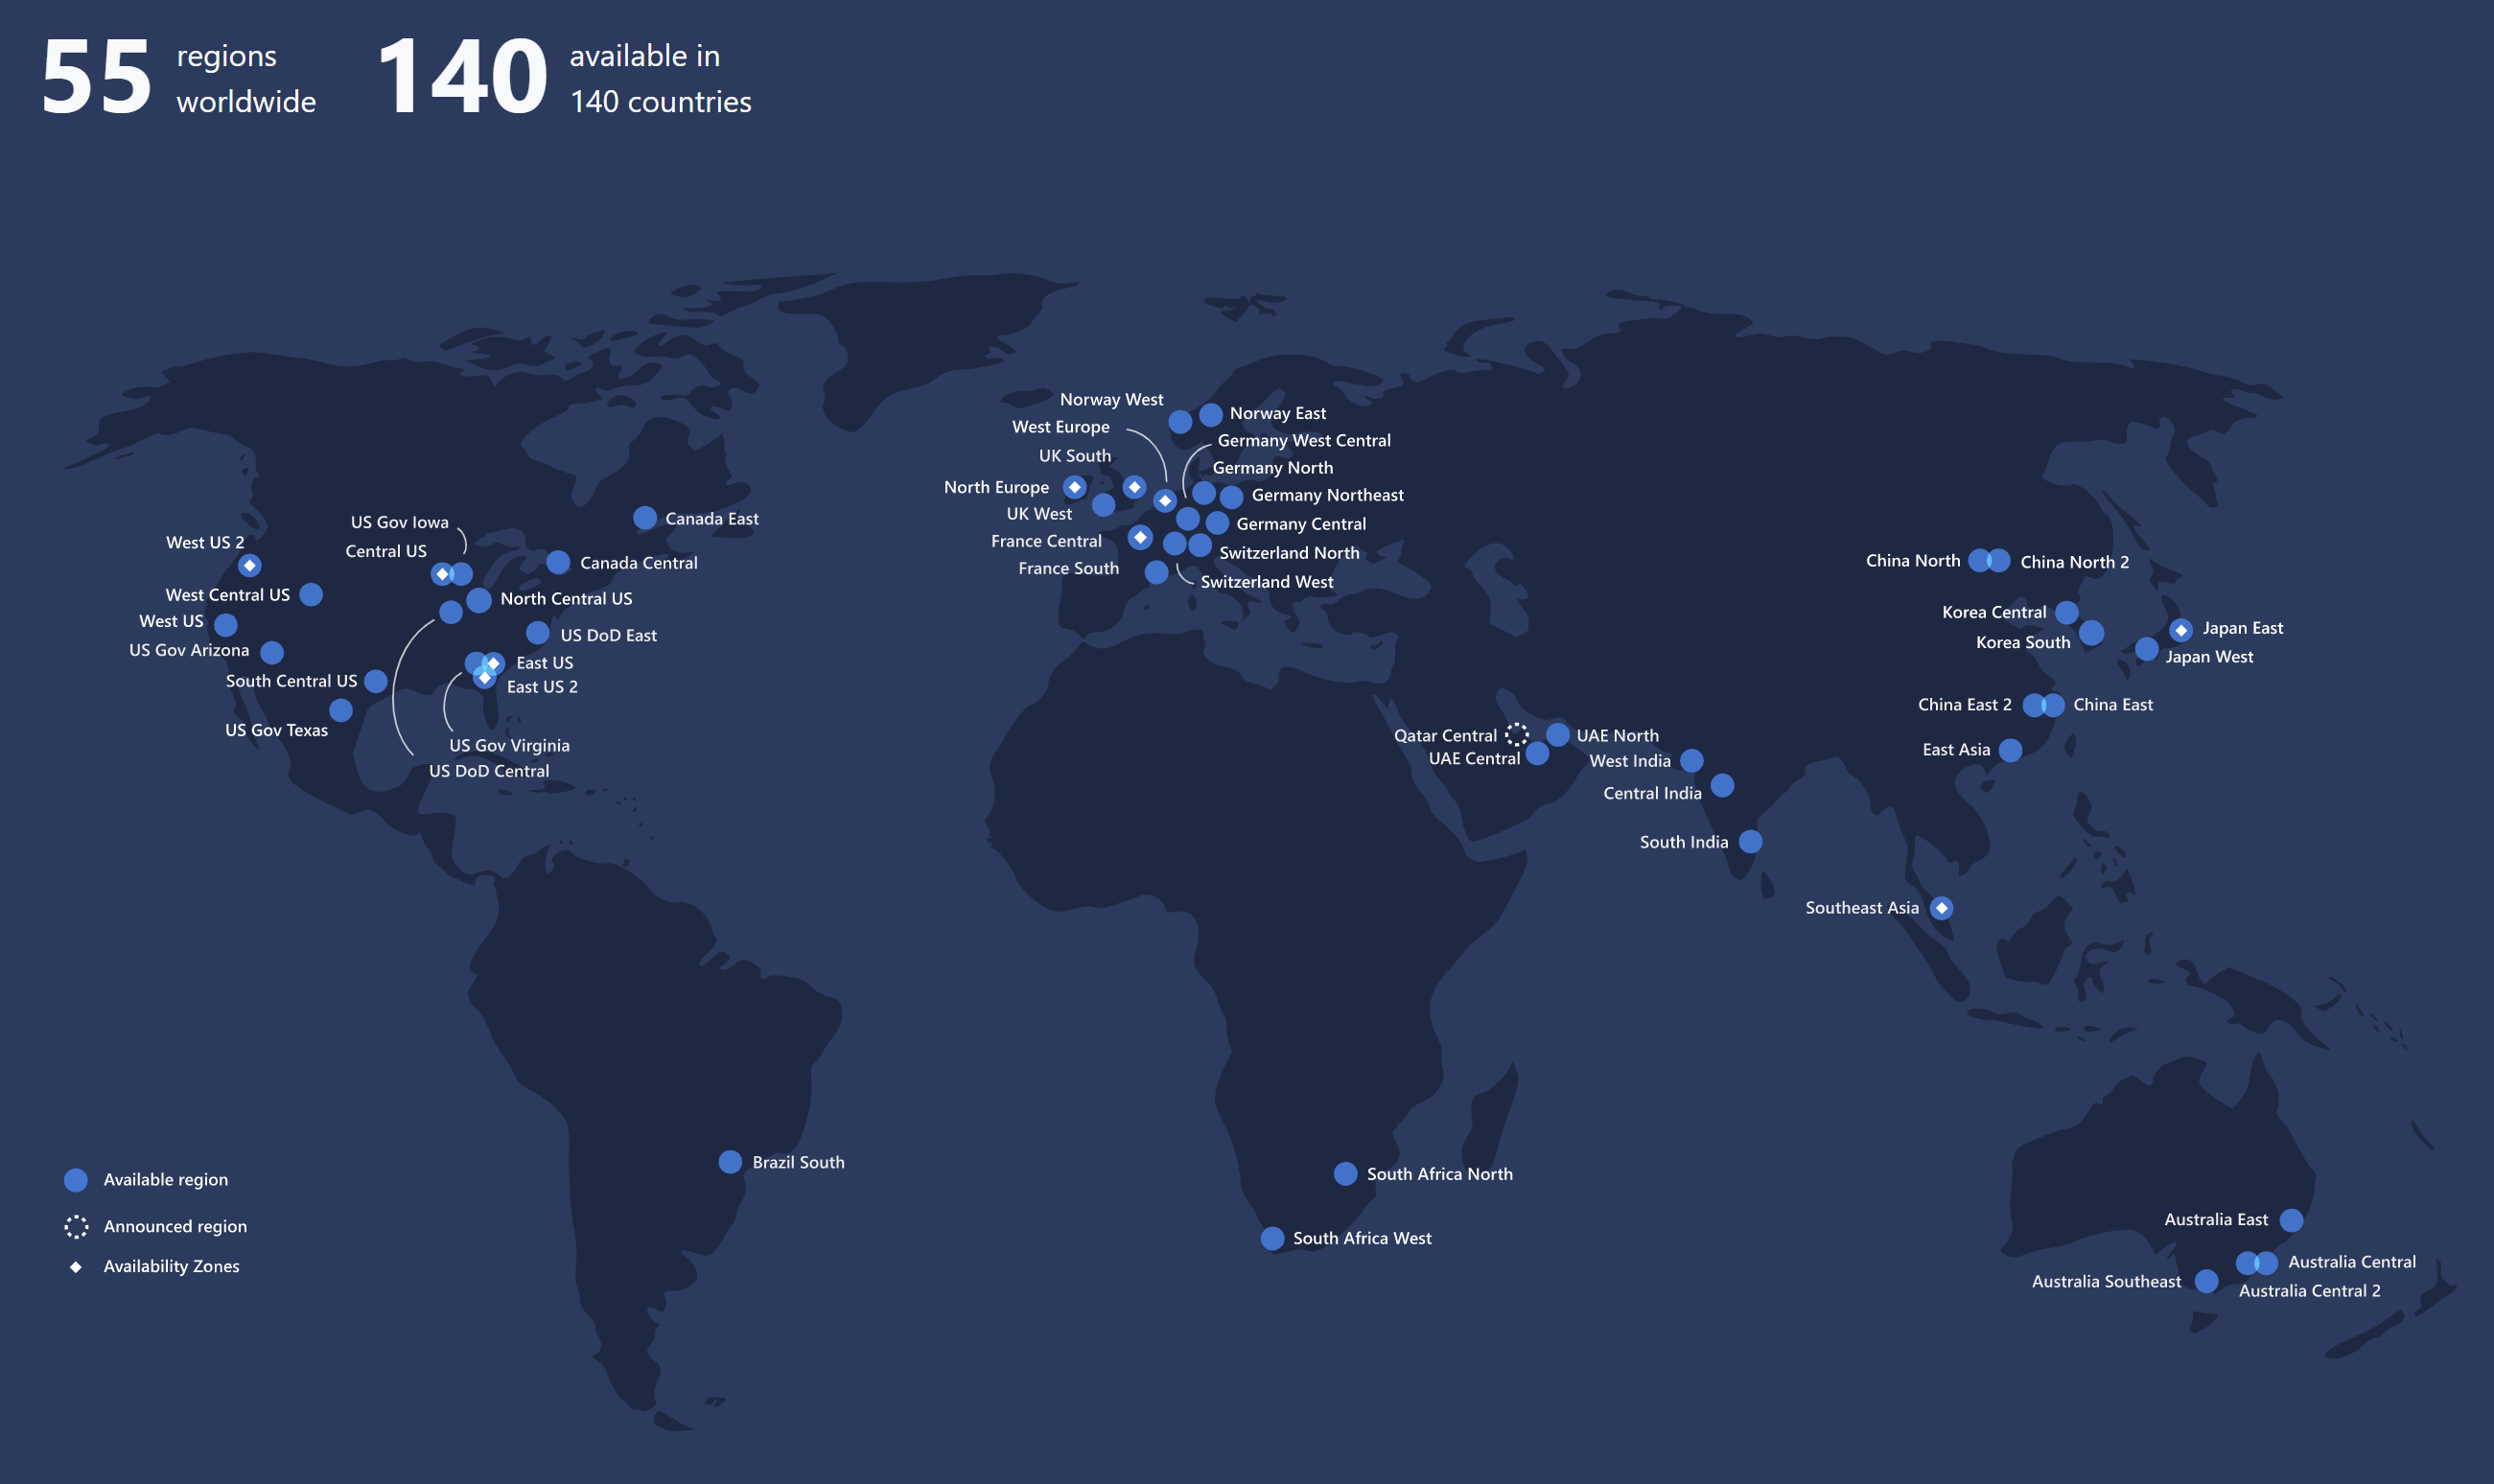 55
regions
worldwide
140
available in
140 countries
Norway West
Norway East
West Europe
Germany West Central
UK South
Germany North
North Europe
Germany Northeast
UK West
Germany Central
France Central
Switzerland North
France South
Switzerland West
US Gov Iowa
Canada East
West US 2
Central US
Canada Central
West Central US
North Central US
West US
US DoD East
US Gov Arizona
East US
South Central US
East US 2
US Gov Texas
US Gov Virginia
US DoD Central
China North
China North 2
Korea Central
Japan East
Korea South
Japan West
China East 2
China East
Qatar Central
UAE North
East Asia
UAE Central
West India
Central India
South India
Southeast Asia
Brazil South
South Africa North
South Africa West
Australia East
Australia Central
Australia Southeast
Australia Central 2
Available region
Announced region
Availability Zones